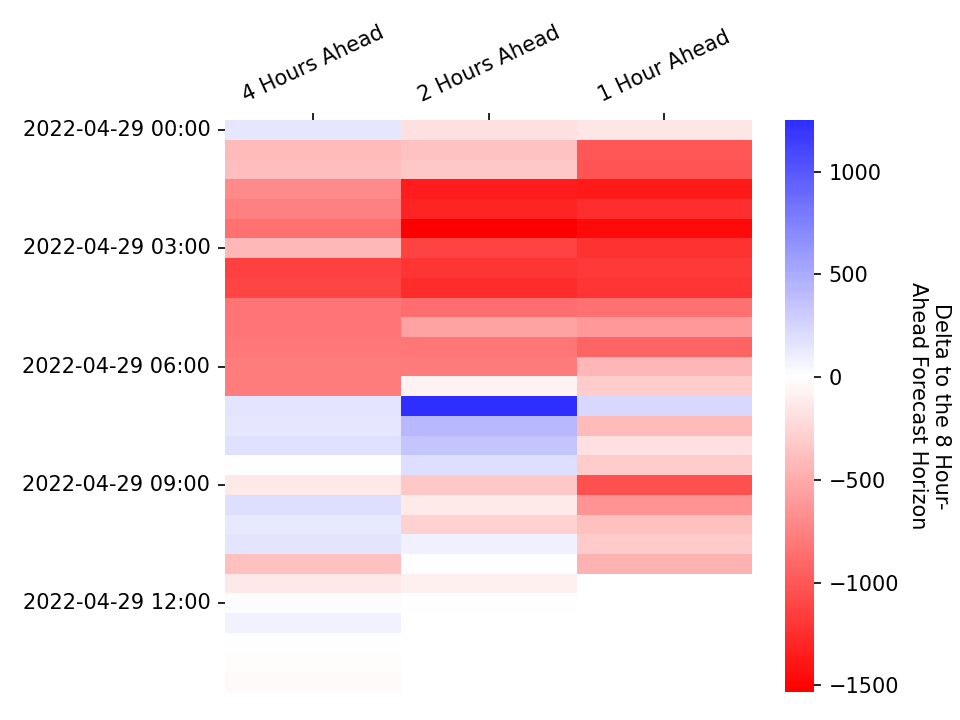 4 Hours Ahead
2 Hours Ahead
1 Hour Ahead
2022-04-29 00:00
2022-04-29 03:00
2022-04-29 06:00
2022-04-29 09:00
2022-04-29 12:00
1000
500
0
−500
−1000
−1500
Delta to the 8 Hour-
Ahead Forecast Horizon